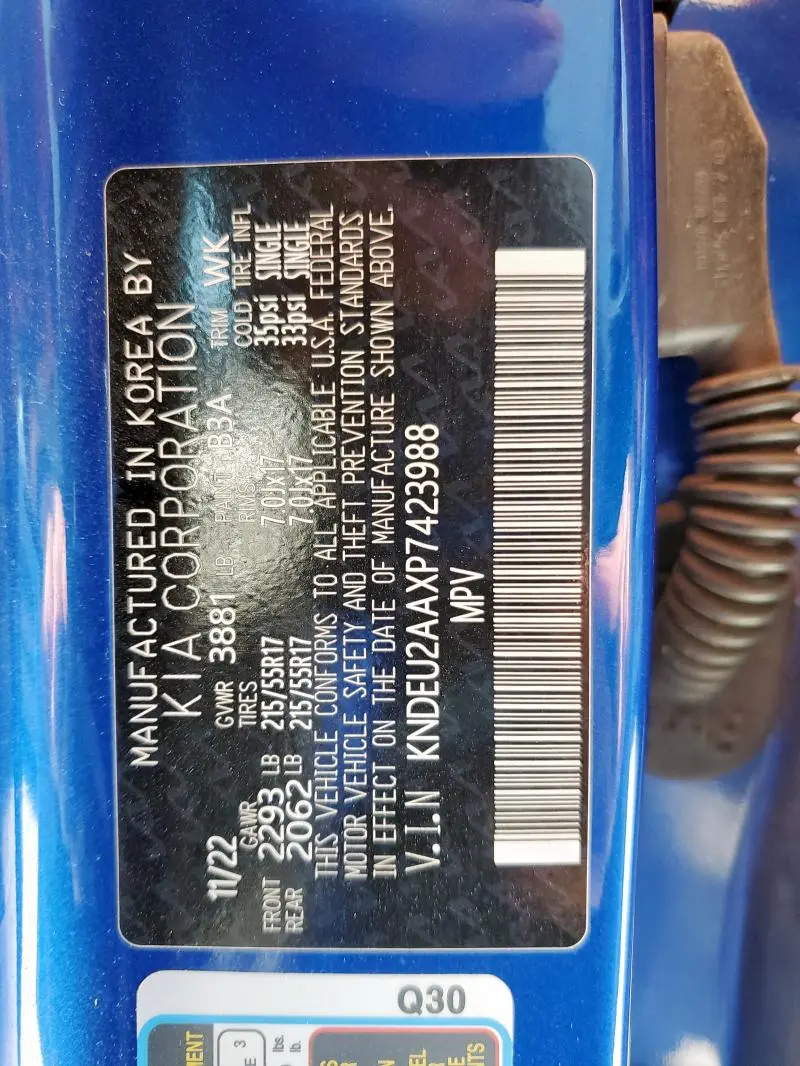 MANUFACTURED IN KOREA BY
KIA CORPORATION
11/22 GVWR 3881 LB PAINT B3A TRIM WK
GAWR TIRES RIMS COLD TIRE INFL
FRONT 2293 LB 215/55R17 7.0Jx17 35psi SINGLE
REAR 2062 LB 215/55R17 7.0Jx17 33psi SINGLE
THIS VEHICLE CONFORMS TO ALL APPLICABLE U.S.A. FEDERAL
MOTOR VEHICLE SAFETY AND THEFT PREVENTION STANDARDS
IN EFFECT ON THE DATE OF MANUFACTURE SHOWN ABOVE.
V.I.N KNDEU2AAXP7423988
MPV
Q30
3
lbs.
lb.